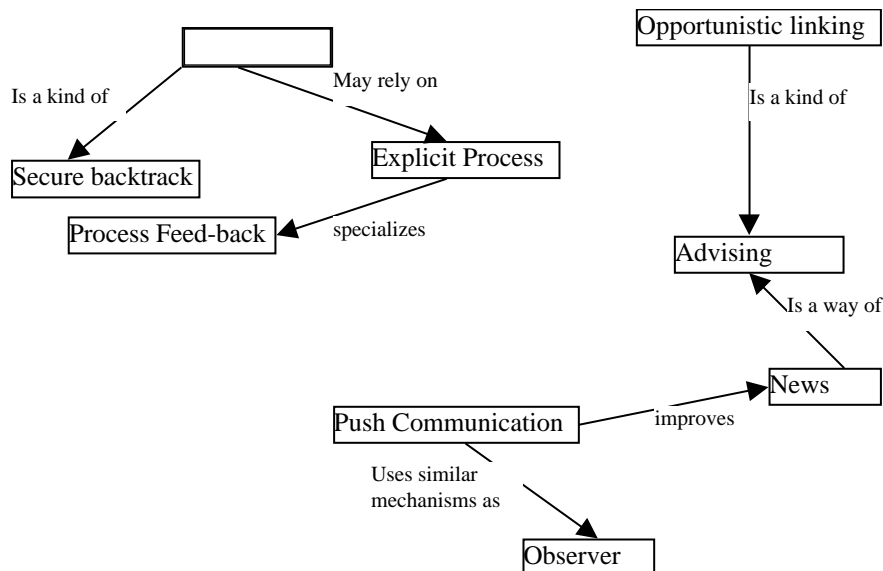 Opportunistic linking
May rely on
Is a kind of
Is a kind of
Explicit Process
Secure backtrack
Process Feed-back
specializes
Advising
Is a way of
News
Push Communication
improves
Uses similar
mechanisms as
Observer